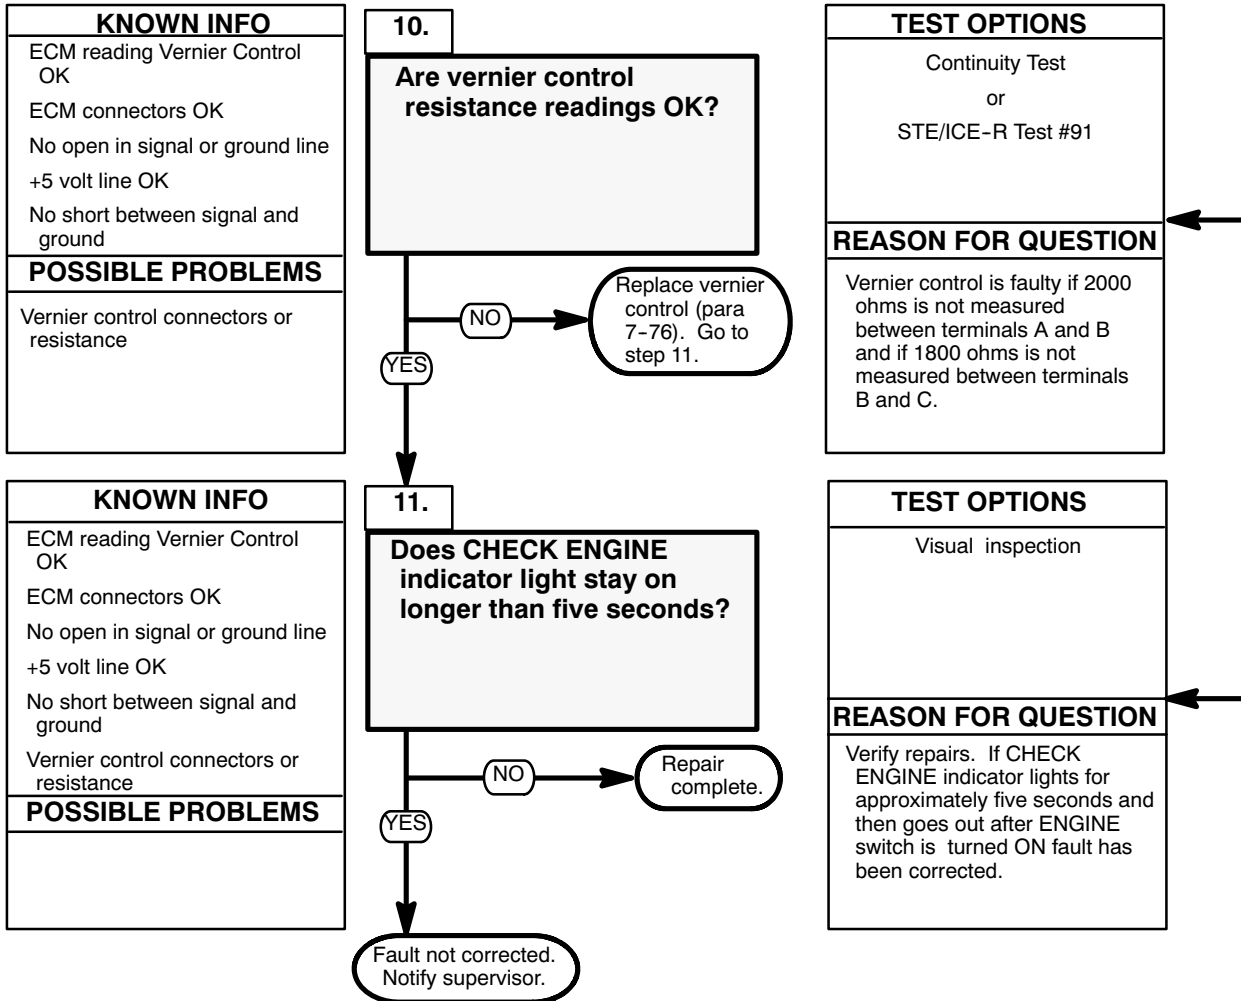 KNOWN INFO
ECM reading Vernier Control
OK
ECM connectors OK
No open in signal or ground line
+5 volt line OK
No short between signal and
ground
POSSIBLE PROBLEMS
Vernier control connectors or
resistance
10.
Are vernier control
resistance readings OK?
NO
Replace vernier
control (para
7-76). Go to
step 11.
YES
TEST OPTIONS
Continuity Test
or
STE/ICE-R Test #91
REASON FOR QUESTION
Vernier control is faulty if 2000
ohms is not measured
between terminals A and B
and if 1800 ohms is not
measured between terminals
B and C.
KNOWN INFO
ECM reading Vernier Control
OK
ECM connectors OK
No open in signal or ground line
+5 volt line OK
No short between signal and
ground
Vernier control connectors or
resistance
POSSIBLE PROBLEMS
11.
Does CHECK ENGINE
indicator light stay on
longer than five seconds?
NO
Repair
complete.
YES
Fault not corrected.
Notify supervisor.
TEST OPTIONS
Visual inspection
REASON FOR QUESTION
Verify repairs. If CHECK
ENGINE indicator lights for
approximately five seconds and
then goes out after ENGINE
switch is turned ON fault has
been corrected.